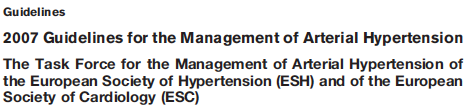 Guidelines
2007 Guidelines for the Management of Arterial Hypertension
The Task Force for the Management of Arterial Hypertension of
the European Society of Hypertension (ESH) and of the European
Society of Cardiology (ESC)